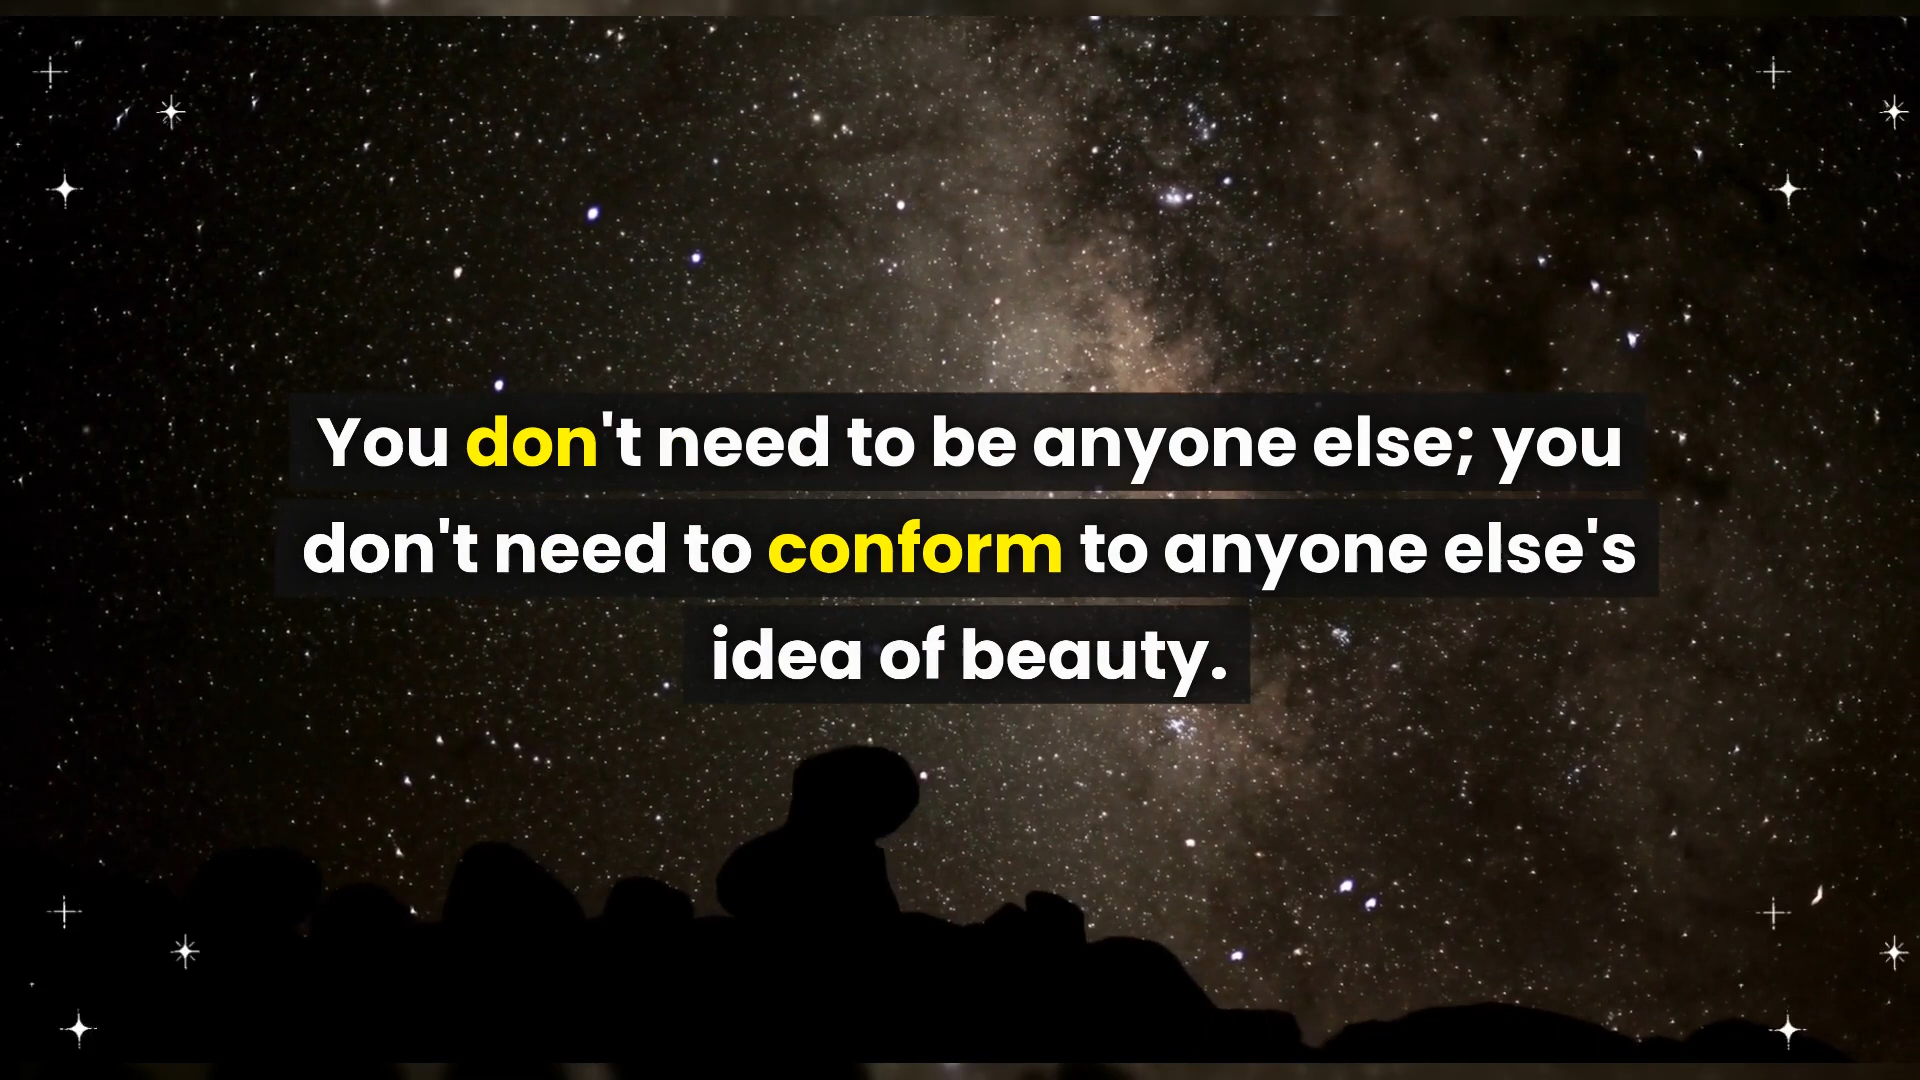 You don't need to be anyone else; you
don't need to conform to anyone else's
idea of beauty.